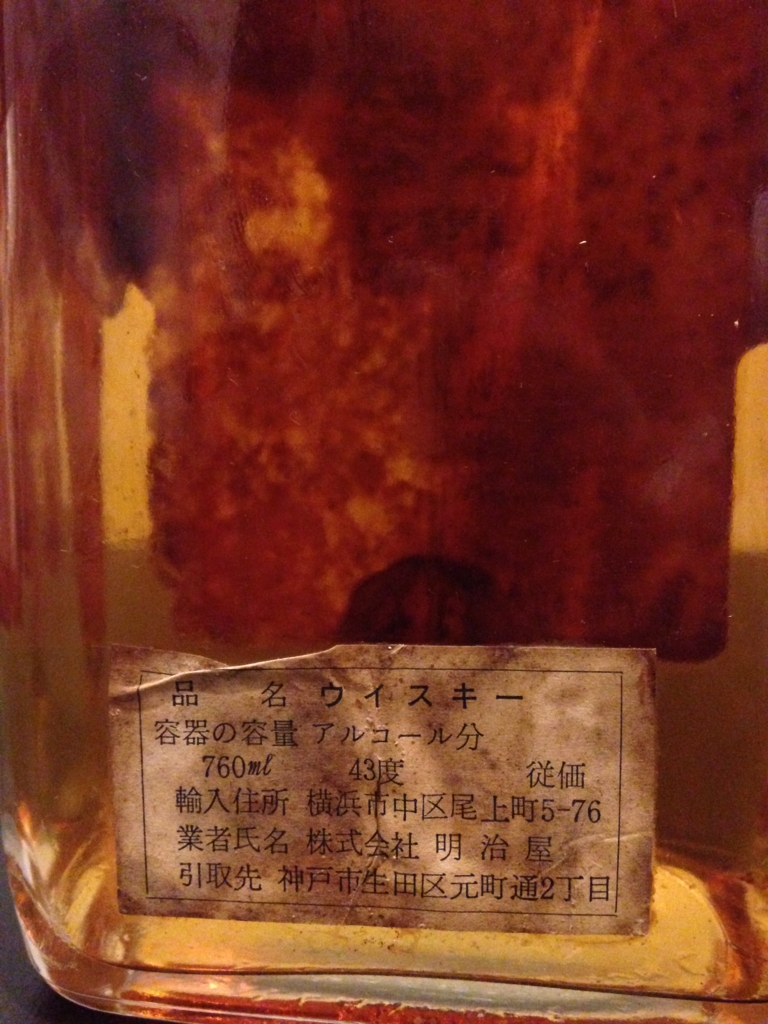 品 名 ウイスキー
容器の容量 アルコール分
760ml 43度 従価
輸入住所 横浜市中区尾上町5-76
業者氏名 株式会社 明治屋
引取先 神戸市生田区元町通2丁目